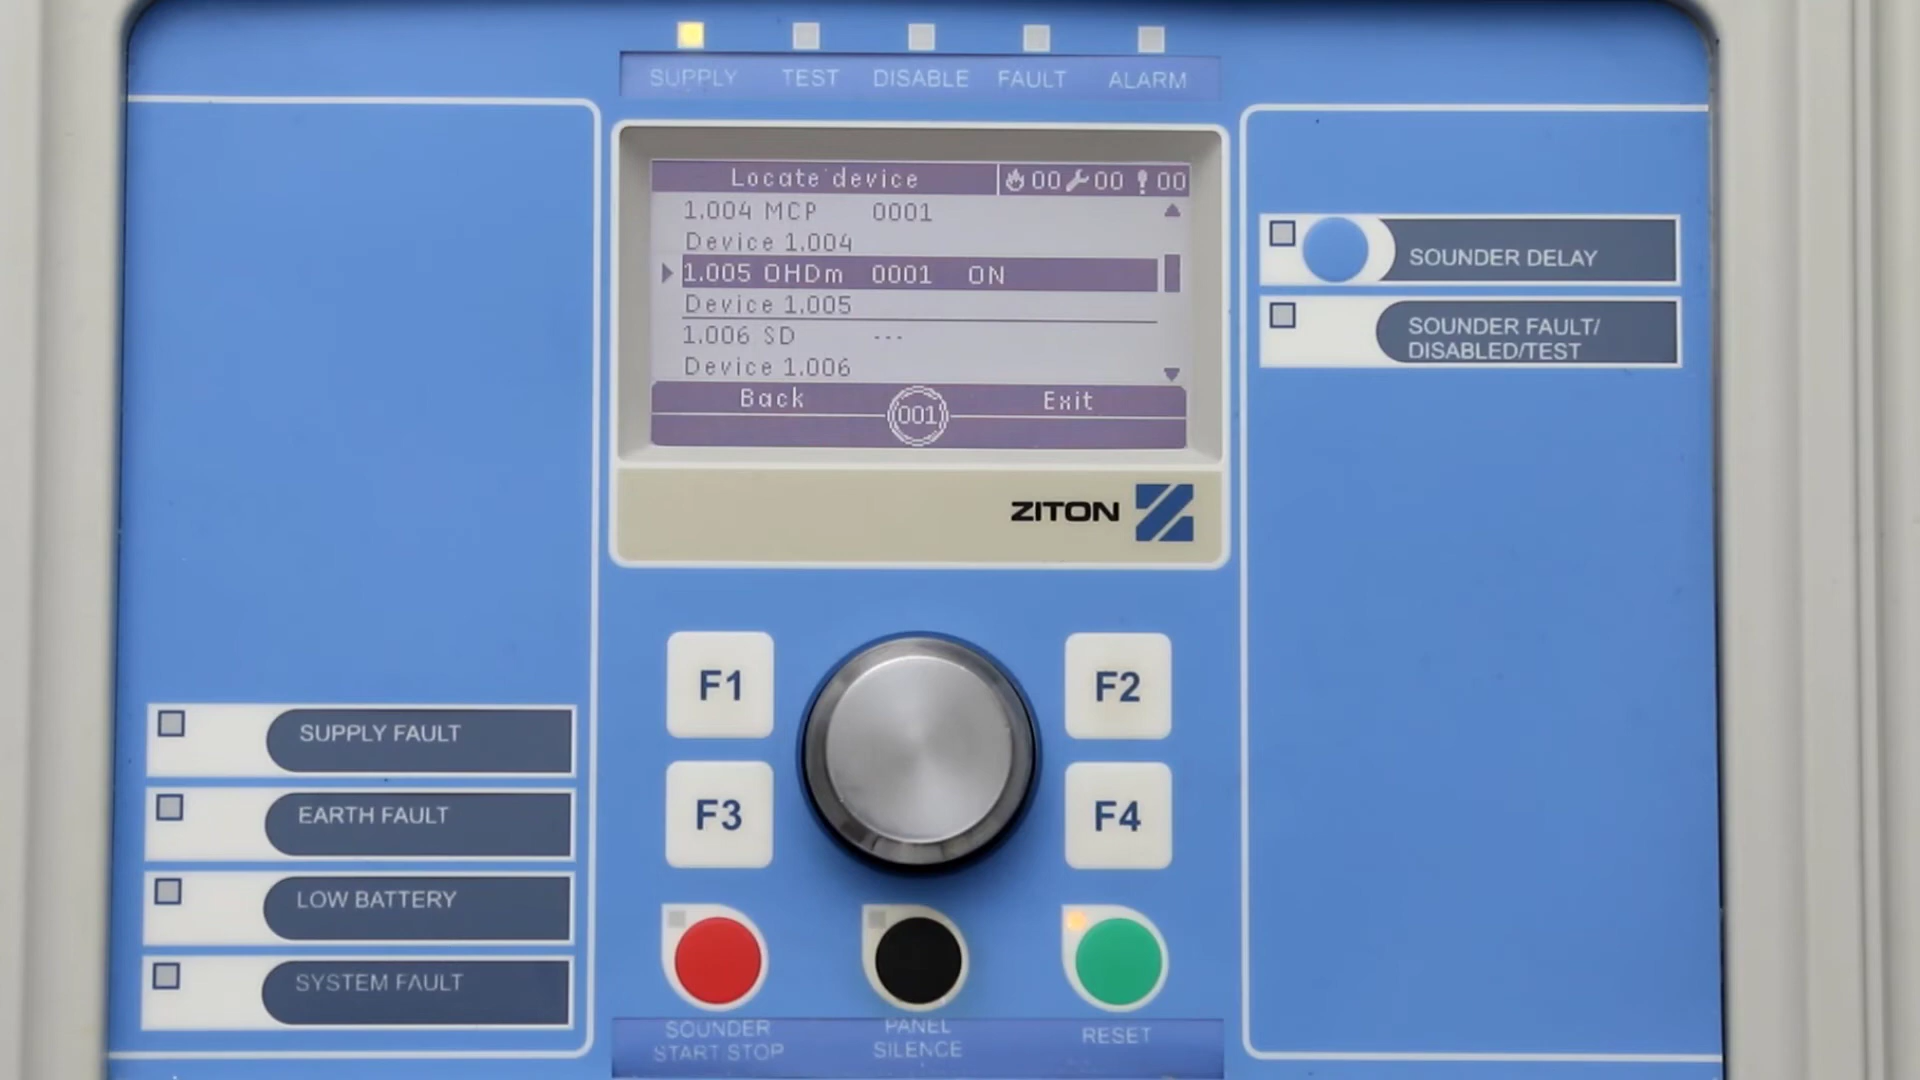 SUPPLY TEST DISABLE FAULT ALARM
Locate device 00 00 00
1.004 MCP 0001
Device 1.004
1.005 OHDm 0001 ON
Device 1.005
1.006 SD ---
Device 1.006
Back 001 Exit
ZITON
SOUNDER DELAY
SOUNDER FAULT/
DISABLED/TEST
F1 F2
F3 F4
SUPPLY FAULT
EARTH FAULT
LOW BATTERY
SYSTEM FAULT
SOUNDER
START STOP
PANEL
SILENCE
RESET